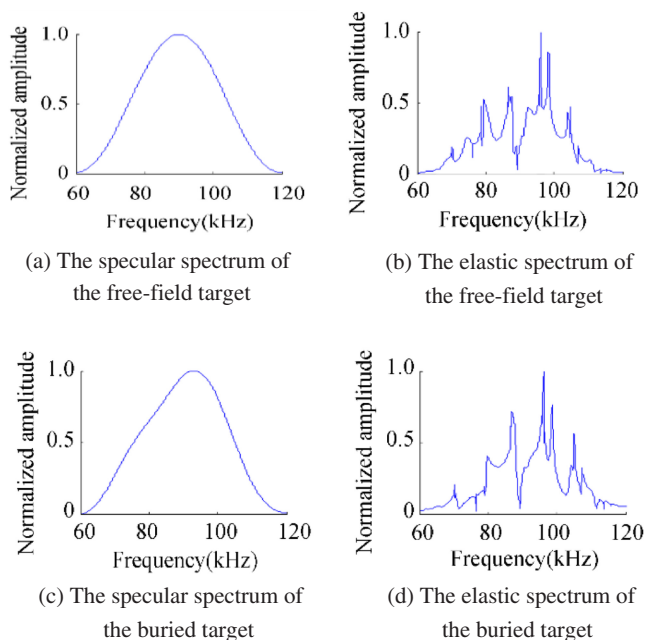 Normalized amplitude
1.0
0.5
0
60 80 100 120
Frequency(kHz)
(a) The specular spectrum of
the free-field target
Normalized amplitude
1.0
0.5
0
60 80 100 120
Frequency(kHz)
(b) The elastic spectrum of
the free-field target
Normalized amplitude
1.0
0.5
0
60 80 100 120
Frequency(kHz)
(c) The specular spectrum of
the buried target
Normalized amplitude
1.0
0.5
0
60 80 100 120
Frequency(kHz)
(d) The elastic spectrum of
the buried target